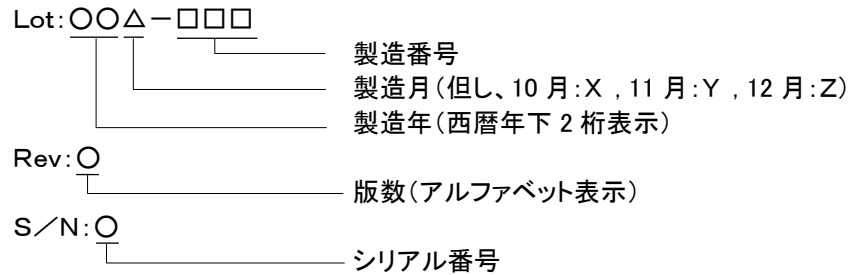 Lot:○○△－□□□
製造番号
製造月(但し、10月:X ,11月:Y ,12月:Z)
製造年(西暦年下2桁表示)
Rev:○
版数(アルファベット表示)
S／N:○
シリアル番号